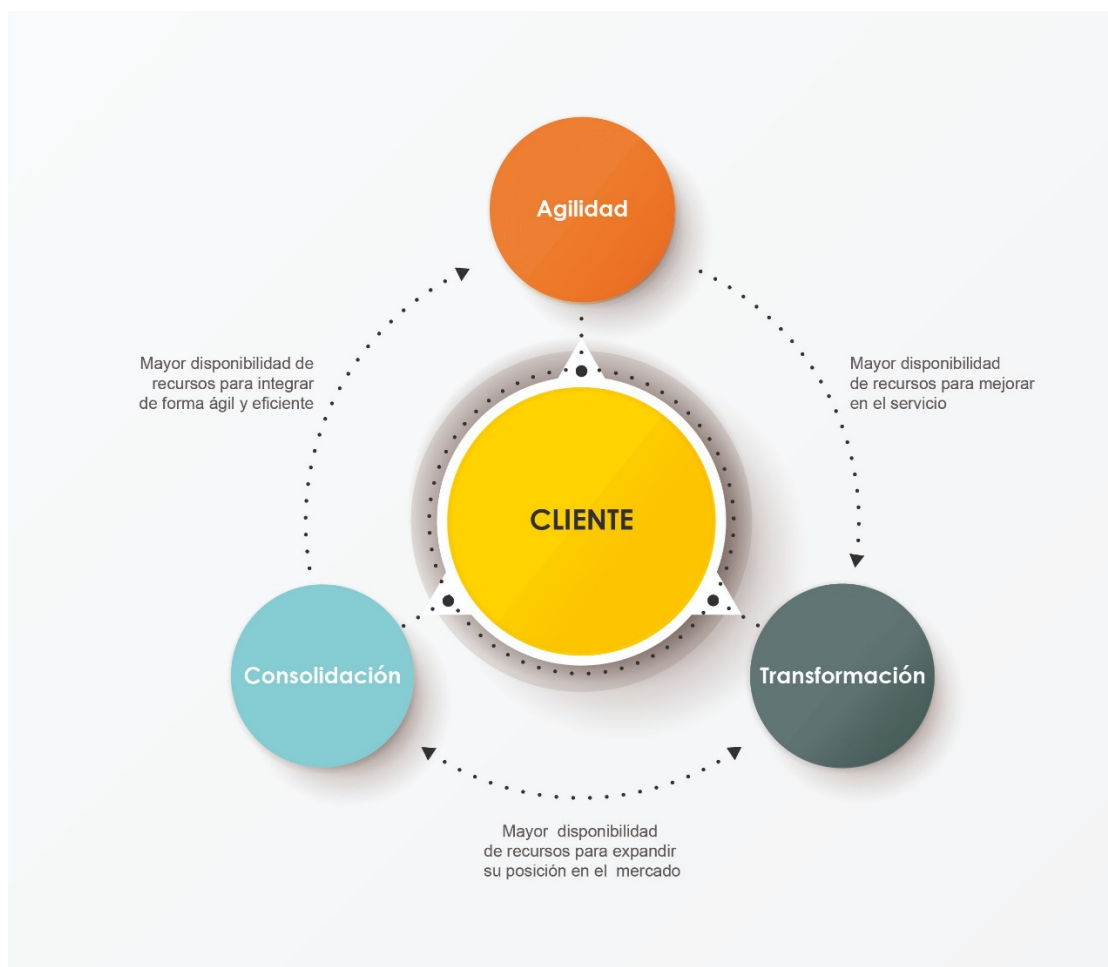 Agilidad
Mayor disponibilidad de
recursos para integrar
de forma ágil y eficiente
Mayor disponibilidad
de recursos para mejorar
en el servicio
CLIENTE
Consolidación
Transformación
Mayor disponibilidad
de recursos para expandir
su posición en el mercado